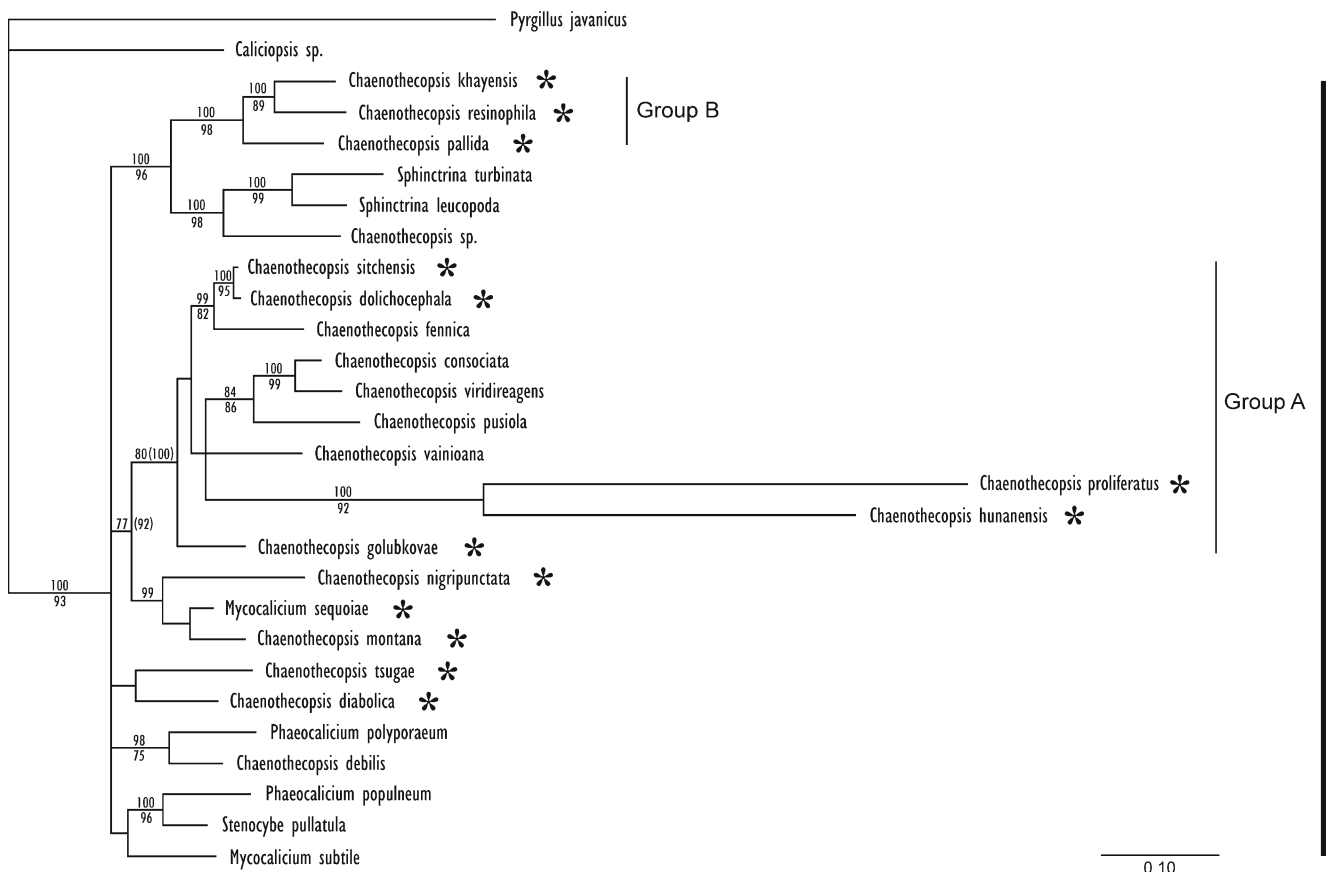 Pyrgillus javanicus
Caliciopsis sp.
Chaenothecopsis khayensis *
100
89
Chaenothecopsis resinophila *
Group B
100
98
Chaenothecopsis pallida *
100
96
Sphinctrina turbinata
100
99
Sphinctrina leucopoda
100
98
Chaenothecopsis sp.
Chaenothecopsis sitchensis *
100
95
Chaenothecopsis dolichocephala *
99
82
Chaenothecopsis fennica
Chaenothecopsis consociata
100
99
Chaenothecopsis viridireagens
84
86
Group A
Chaenothecopsis pusiola
80(100)
Chaenothecopsis vainioana
Chaenothecopsis proliferatus *
100
92
Chaenothecopsis hunanensis *
77 (92)
Chaenothecopsis golubkovae *
Chaenothecopsis nigripunctata *
100
93
99
Mycocalicium sequoiae *
Chaenothecopsis montana *
Chaenothecopsis tsugae *
Chaenothecopsis diabolica *
Phaeocalicium polyporaeum
98
75
Chaenothecopsis debilis
Phaeocalicium populneum
100
96
Stenocybe pullatula
Mycocalicium subtile
0.10